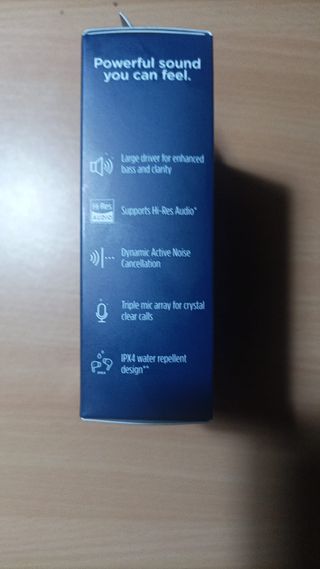 Powerful sound
you can feel.
Large driver for enhanced
bass and clarity
Hi-Res
AUDIO
Supports Hi-Res Audio*
Dynamic Active Noise
Cancellation
Triple mic array for crystal
clear calls
IPX4 water repellent
design**